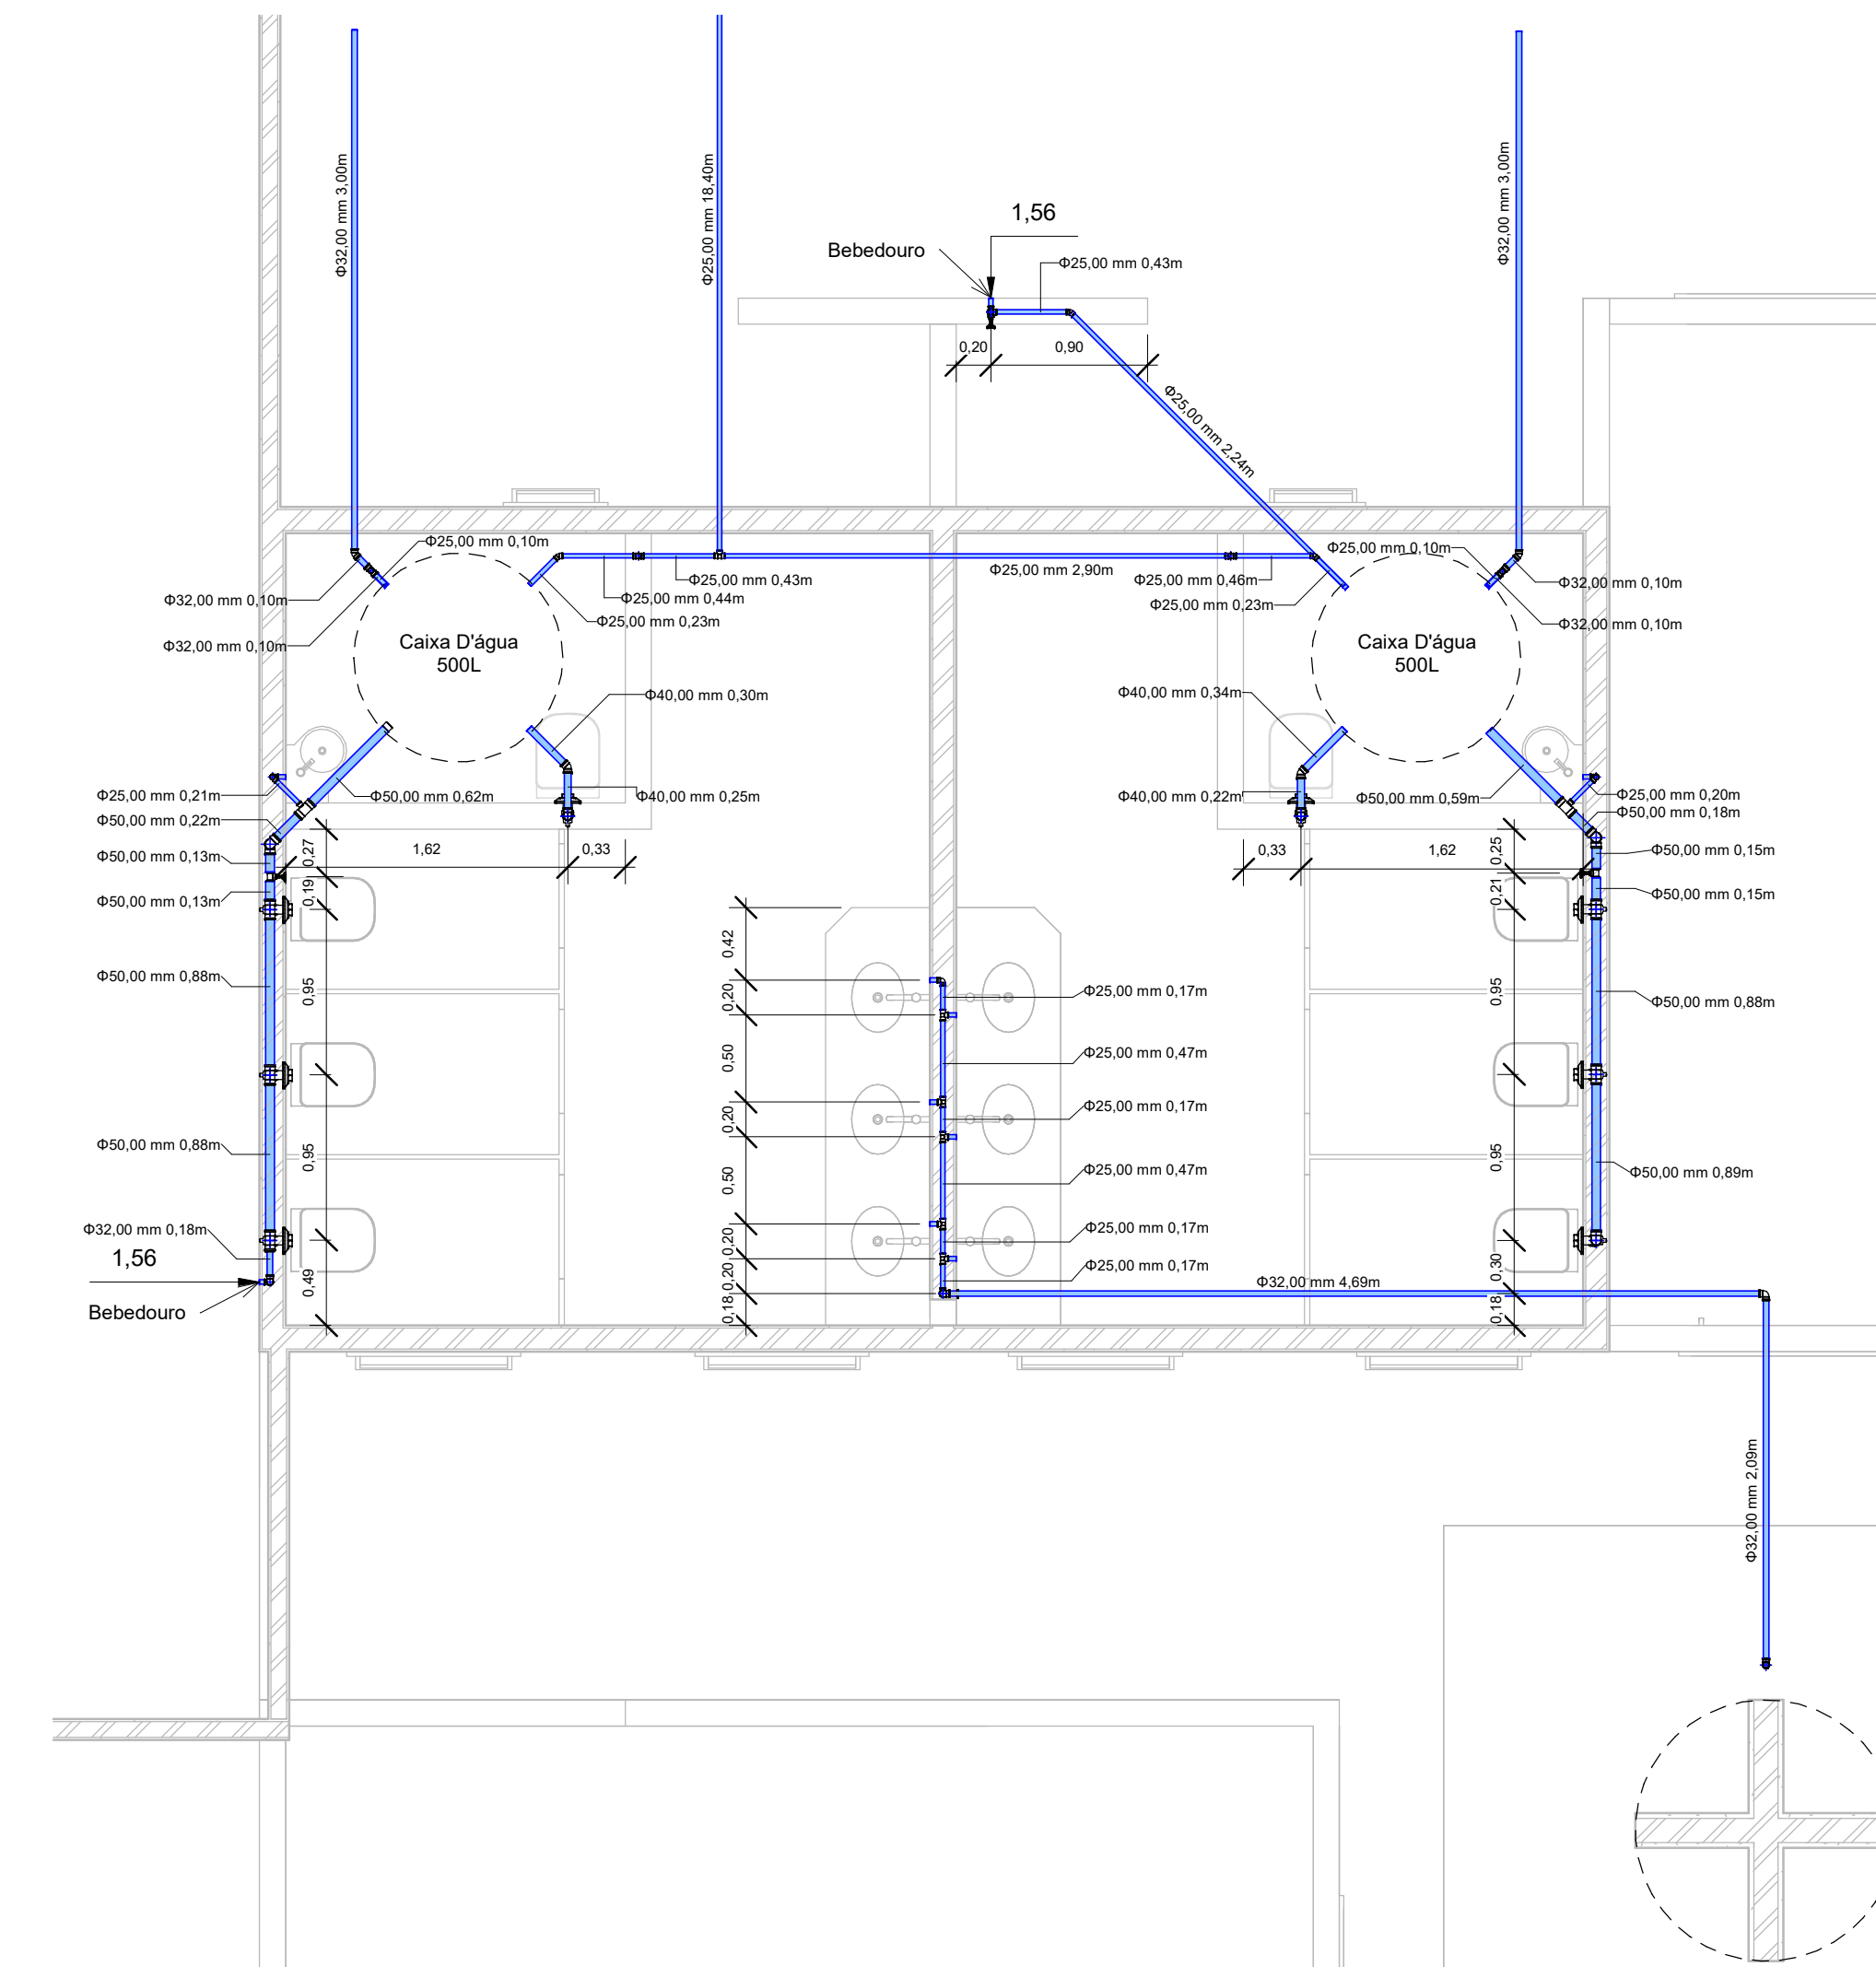 Φ32,00 mm 3,00m
Φ25,00 mm 18,40m
Φ32,00 mm 3,00m
1,56
Bebedouro
Φ25,00 mm 0,43m
0,20
0,90
Φ25,00 mm 2,24m
Φ25,00 mm 0,10m
Φ25,00 mm 0,10m
Φ25,00 mm 2,90m
Φ25,00 mm 0,43m
Φ25,00 mm 0,46m
Φ32,00 mm 0,10m
Φ32,00 mm 0,10m
Φ25,00 mm 0,44m
Φ25,00 mm 0,23m
Φ25,00 mm 0,23m
Φ32,00 mm 0,10m
Φ32,00 mm 0,10m
Caixa D'água
500L
Caixa D'água
500L
Φ40,00 mm 0,30m
Φ40,00 mm 0,34m
Φ25,00 mm 0,21m
Φ50,00 mm 0,62m
Φ40,00 mm 0,25m
Φ40,00 mm 0,22m
Φ50,00 mm 0,59m
Φ25,00 mm 0,20m
Φ50,00 mm 0,22m
Φ50,00 mm 0,18m
Φ50,00 mm 0,13m
0,27
1,62
0,33
0,33
1,62
0,25
Φ50,00 mm 0,15m
Φ50,00 mm 0,13m
0,19
0,21
Φ50,00 mm 0,15m
0,42
Φ50,00 mm 0,88m
0,95
0,20
Φ25,00 mm 0,17m
0,95
Φ50,00 mm 0,88m
0,50
Φ25,00 mm 0,47m
0,20
Φ25,00 mm 0,17m
Φ50,00 mm 0,88m
0,95
0,50
Φ25,00 mm 0,47m
0,95
Φ50,00 mm 0,89m
Φ32,00 mm 0,18m
0,20
Φ25,00 mm 0,17m
1,56
0,49
0,20
Φ25,00 mm 0,17m
0,30
Φ32,00 mm 4,69m
Bebedouro
0,18
0,18
Φ32,00 mm 2,09m